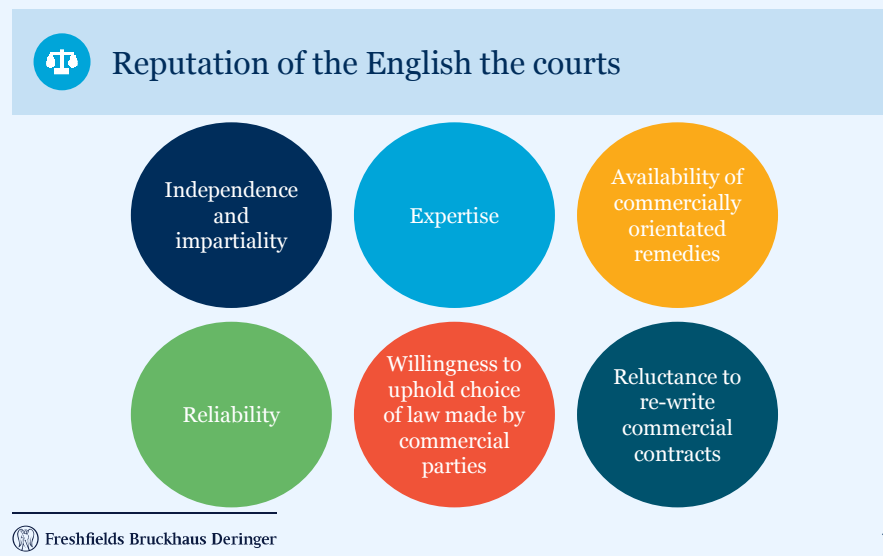 Reputation of the English the courts
Independence
and
impartiality
Expertise
Availability of
commercially
orientated
remedies
Reliability
Willingness to
uphold choice
of law made by
commercial
parties
Reluctance to
re-write
commercial
contracts
Freshfields Bruckhaus Deringer